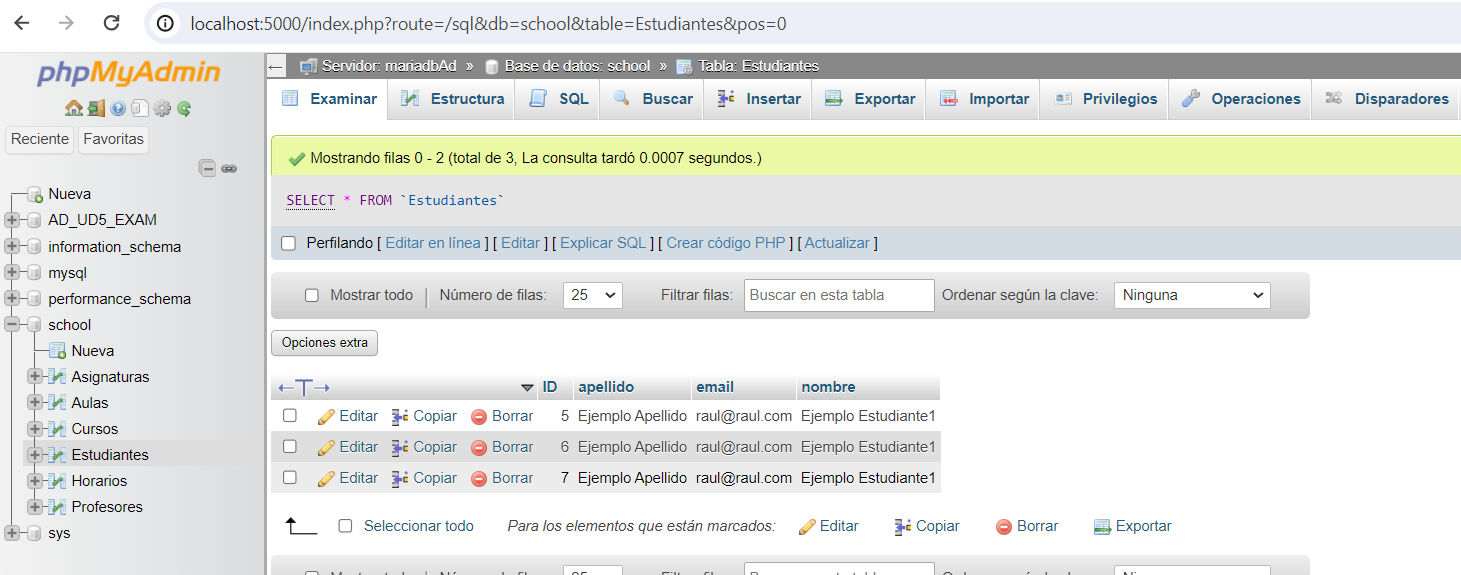 localhost:5000/index.php?route=/sql&db=school&table=Estudiantes&pos=0
phpMyAdmin
Reciente Favoritas
Nueva
AD_UD5_EXAM
information_schema
mysql
performance_schema
school
Nueva
Asignaturas
Aulas
Cursos
Estudiantes
Horarios
Profesores
sys
Servidor: mariadbAd » Base de datos: school » Tabla: Estudiantes
Examinar Estructura SQL Buscar Insertar Exportar Importar Privilegios Operaciones Disparadores
Mostrando filas 0 - 2 (total de 3, La consulta tardó 0.0007 segundos.)
SELECT * FROM `Estudiantes`
Perfilando [ Editar en línea ] [ Editar ] [ Explicar SQL ] [ Crear código PHP ] [ Actualizar ]
Mostrar todo | Número de filas: 25 Filtrar filas: Buscar en esta tabla Ordenar según la clave: Ninguna
Opciones extra
ID apellido email nombre
Editar Copiar Borrar 5 Ejemplo Apellido raul@raul.com Ejemplo Estudiante1
Editar Copiar Borrar 6 Ejemplo Apellido raul@raul.com Ejemplo Estudiante1
Editar Copiar Borrar 7 Ejemplo Apellido raul@raul.com Ejemplo Estudiante1
Seleccionar todo Para los elementos que están marcados: Editar Copiar Borrar Exportar